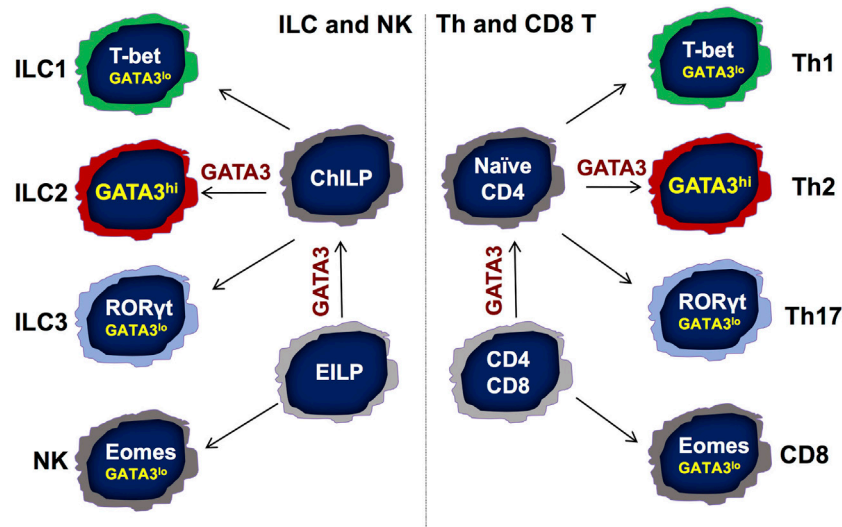 ILC and NK
Th and CD8 T
ILC1
T-bet
GATA3lo
ILC2
GATA3hi
GATA3
ChILP
ILC3
RORγt
GATA3lo
GATA3
EILP
NK
Eomes
GATA3lo
T-bet
GATA3lo
Th1
Naïve
CD4
GATA3
GATA3hi
Th2
GATA3
RORγt
GATA3lo
Th17
CD4
CD8
Eomes
GATA3lo
CD8